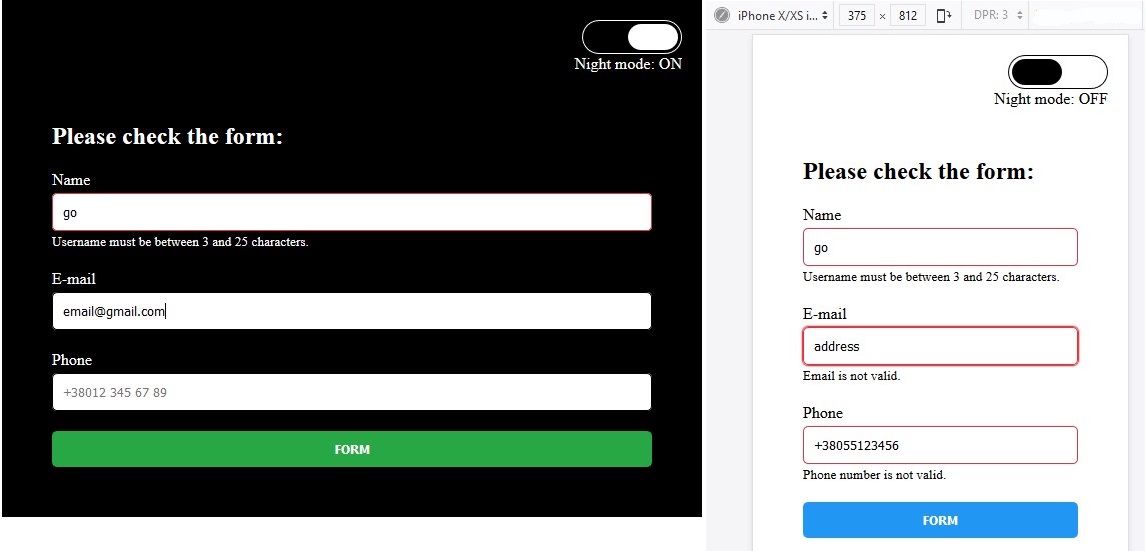 Night mode: ON
Please check the form:
Name
go
Username must be between 3 and 25 characters.
E-mail
email@gmail.com
Phone
+38012 345 67 89
FORM
iPhone X/XS i... 375 × 812 DPR: 3
Night mode: OFF
Please check the form:
Name
go
Username must be between 3 and 25 characters.
E-mail
address
Email is not valid.
Phone
+38055123456
Phone number is not valid.
FORM